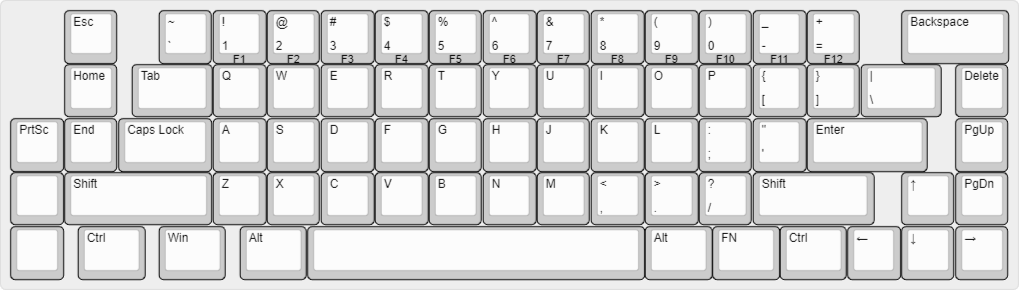 Esc ~ ! @ # $ % ^ & * ( ) _ + Backspace
` 1 2 3 4 5 6 7 8 9 0 - =
F1 F2 F3 F4 F5 F6 F7 F8 F9 F10 F11 F12
Home Tab Q W E R T Y U I O P { } | Delete
[ ] \
PrtSc End Caps Lock A S D F G H J K L : " Enter PgUp
; '
Shift Z X C V B N M < > ? Shift ↑ PgDn
, . /
Ctrl Win Alt Alt FN Ctrl ← ↓ →